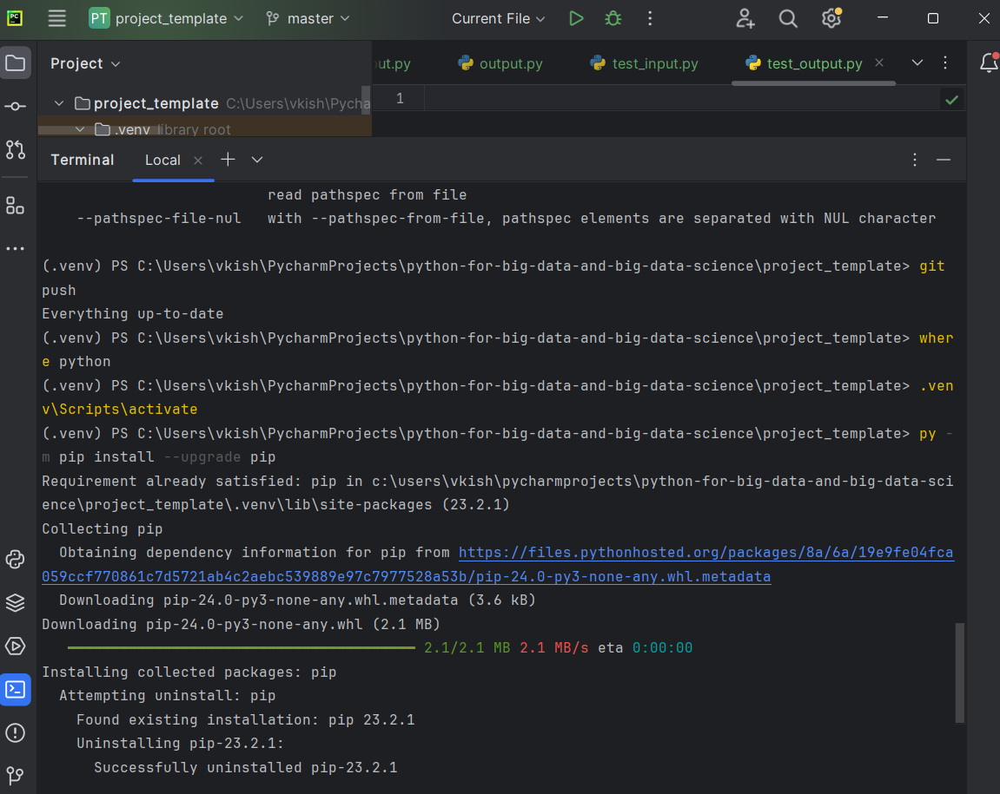 PC
PT project_template master Current File
Project
ut.py output.py test_input.py test_output.py
project_template C:\Users\vkish\Pycha
1
.venv library root
Terminal Local
read pathspec from file
--pathspec-file-nul with --pathspec-from-file, pathspec elements are separated with NUL character
(.venv) PS C:\Users\vkish\PycharmProjects\python-for-big-data-and-big-data-science\project_template> git
push
Everything up-to-date
(.venv) PS C:\Users\vkish\PycharmProjects\python-for-big-data-and-big-data-science\project_template> wher
e python
(.venv) PS C:\Users\vkish\PycharmProjects\python-for-big-data-and-big-data-science\project_template> .ven
v\Scripts\activate
(.venv) PS C:\Users\vkish\PycharmProjects\python-for-big-data-and-big-data-science\project_template> py -
m pip install --upgrade pip
Requirement already satisfied: pip in c:\users\vkish\pycharmprojects\python-for-big-data-and-big-data-sci
ence\project_template\.venv\lib\site-packages (23.2.1)
Collecting pip
Obtaining dependency information for pip from https://files.pythonhosted.org/packages/8a/6a/19e9fe04fca
059ccf770861c7d5721ab4c2aebc539889e97c7977528a53b/pip-24.0-py3-none-any.whl.metadata
Downloading pip-24.0-py3-none-any.whl.metadata (3.6 kB)
Downloading pip-24.0-py3-none-any.whl (2.1 MB)
2.1/2.1 MB 2.1 MB/s eta 0:00:00
Installing collected packages: pip
Attempting uninstall: pip
Found existing installation: pip 23.2.1
Uninstalling pip-23.2.1:
Successfully uninstalled pip-23.2.1